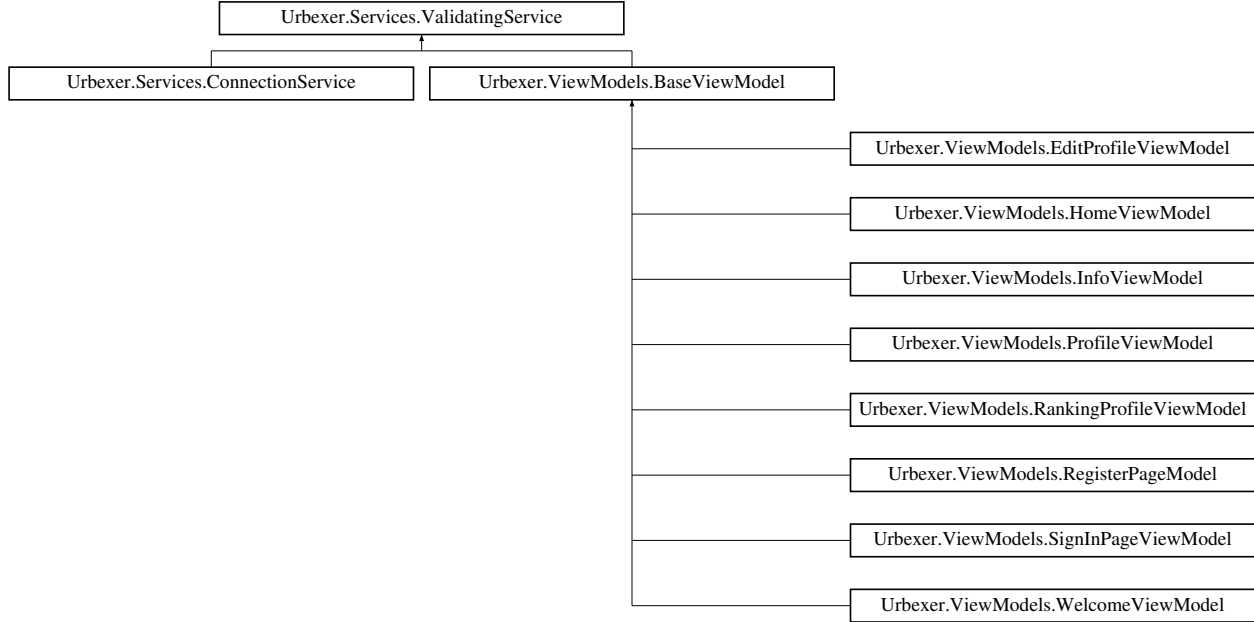 Urbexer.Services.ValidatingService
Urbexer.Services.ConnectionService
Urbexer.ViewModels.BaseViewModel
Urbexer.ViewModels.EditProfileViewModel
Urbexer.ViewModels.HomeViewModel
Urbexer.ViewModels.InfoViewModel
Urbexer.ViewModels.ProfileViewModel
Urbexer.ViewModels.RankingProfileViewModel
Urbexer.ViewModels.RegisterPageModel
Urbexer.ViewModels.SignInPageViewModel
Urbexer.ViewModels.WelcomeViewModel